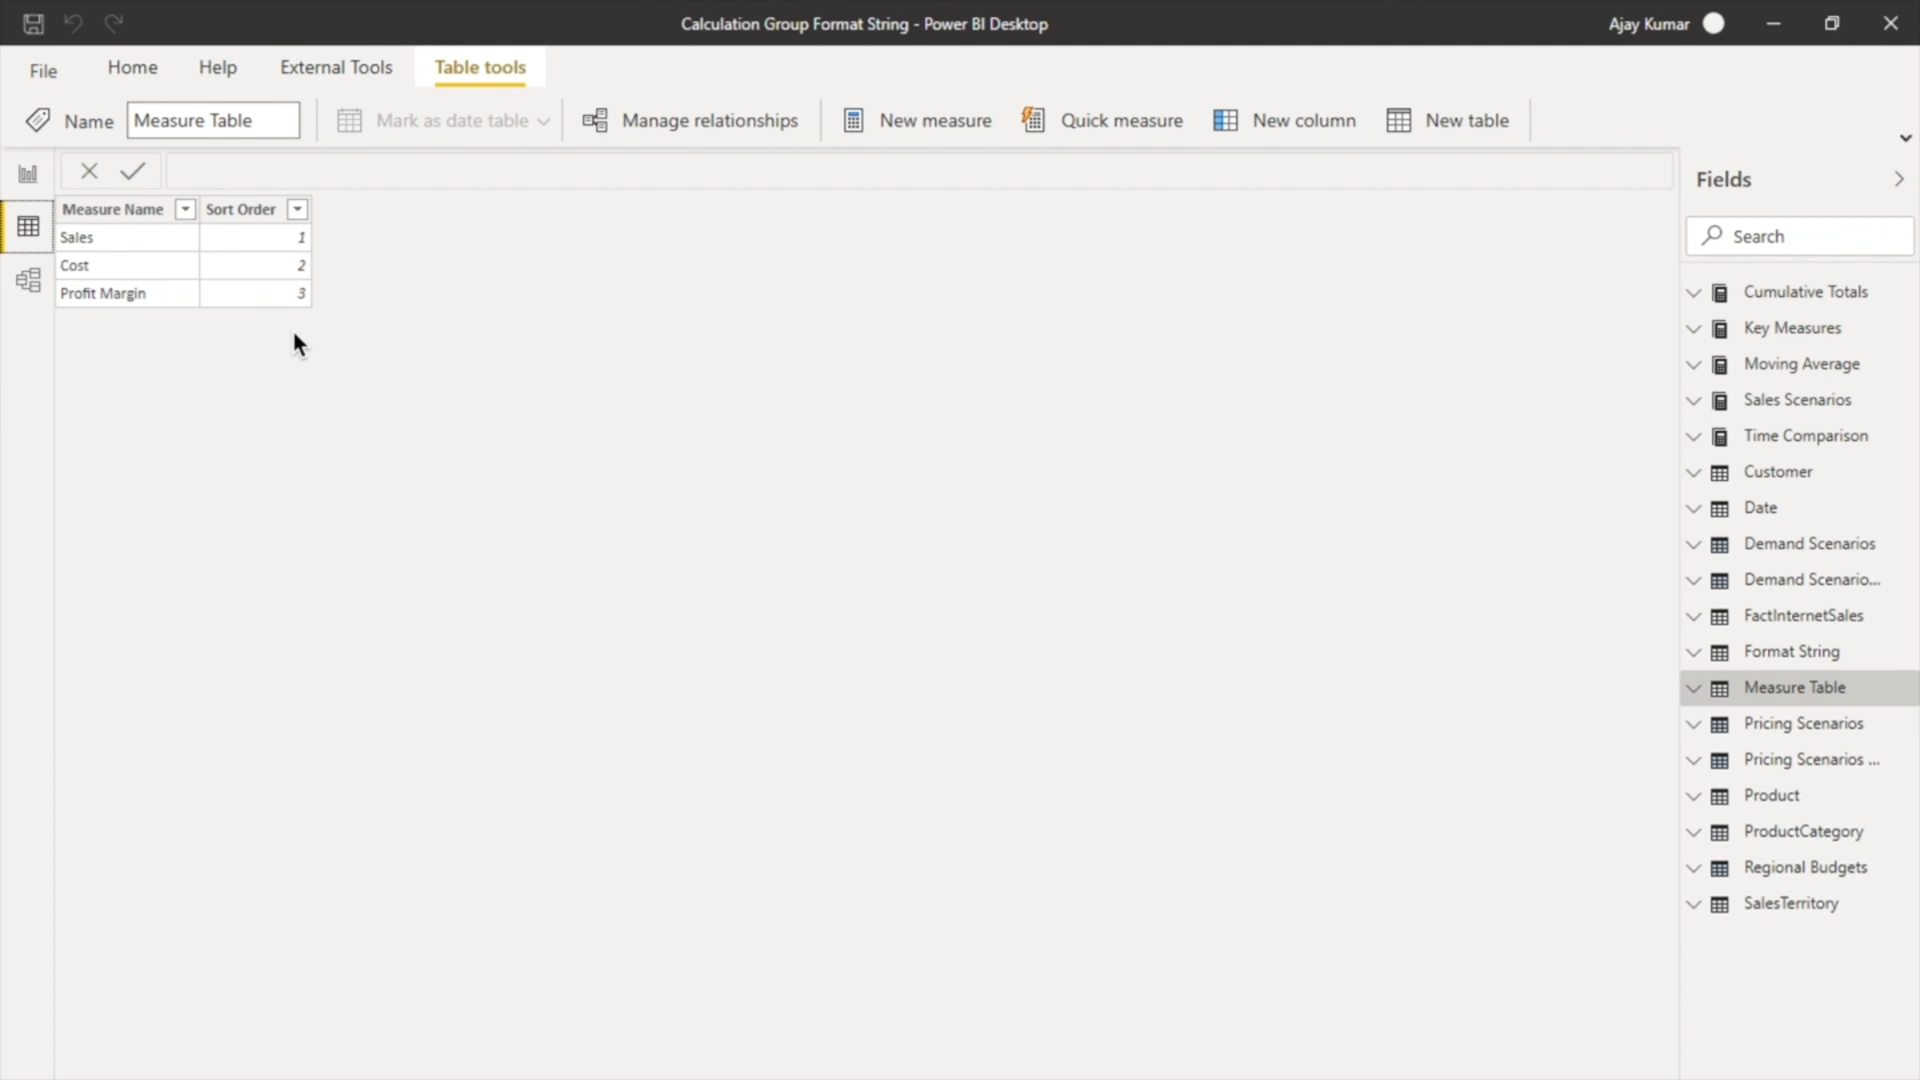 Calculation Group Format String - Power BI Desktop
Ajay Kumar
File
Home
Help
External Tools
Table tools
Name
Measure Table
Mark as date table
Manage relationships
New measure
Quick measure
New column
New table
Measure Name
Sort Order
Sales
1
Cost
2
Profit Margin
3
Fields
Search
Cumulative Totals
Key Measures
Moving Average
Sales Scenarios
Time Comparison
Customer
Date
Demand Scenarios
Demand Scenario...
FactInternetSales
Format String
Measure Table
Pricing Scenarios
Pricing Scenarios ...
Product
ProductCategory
Regional Budgets
SalesTerritory